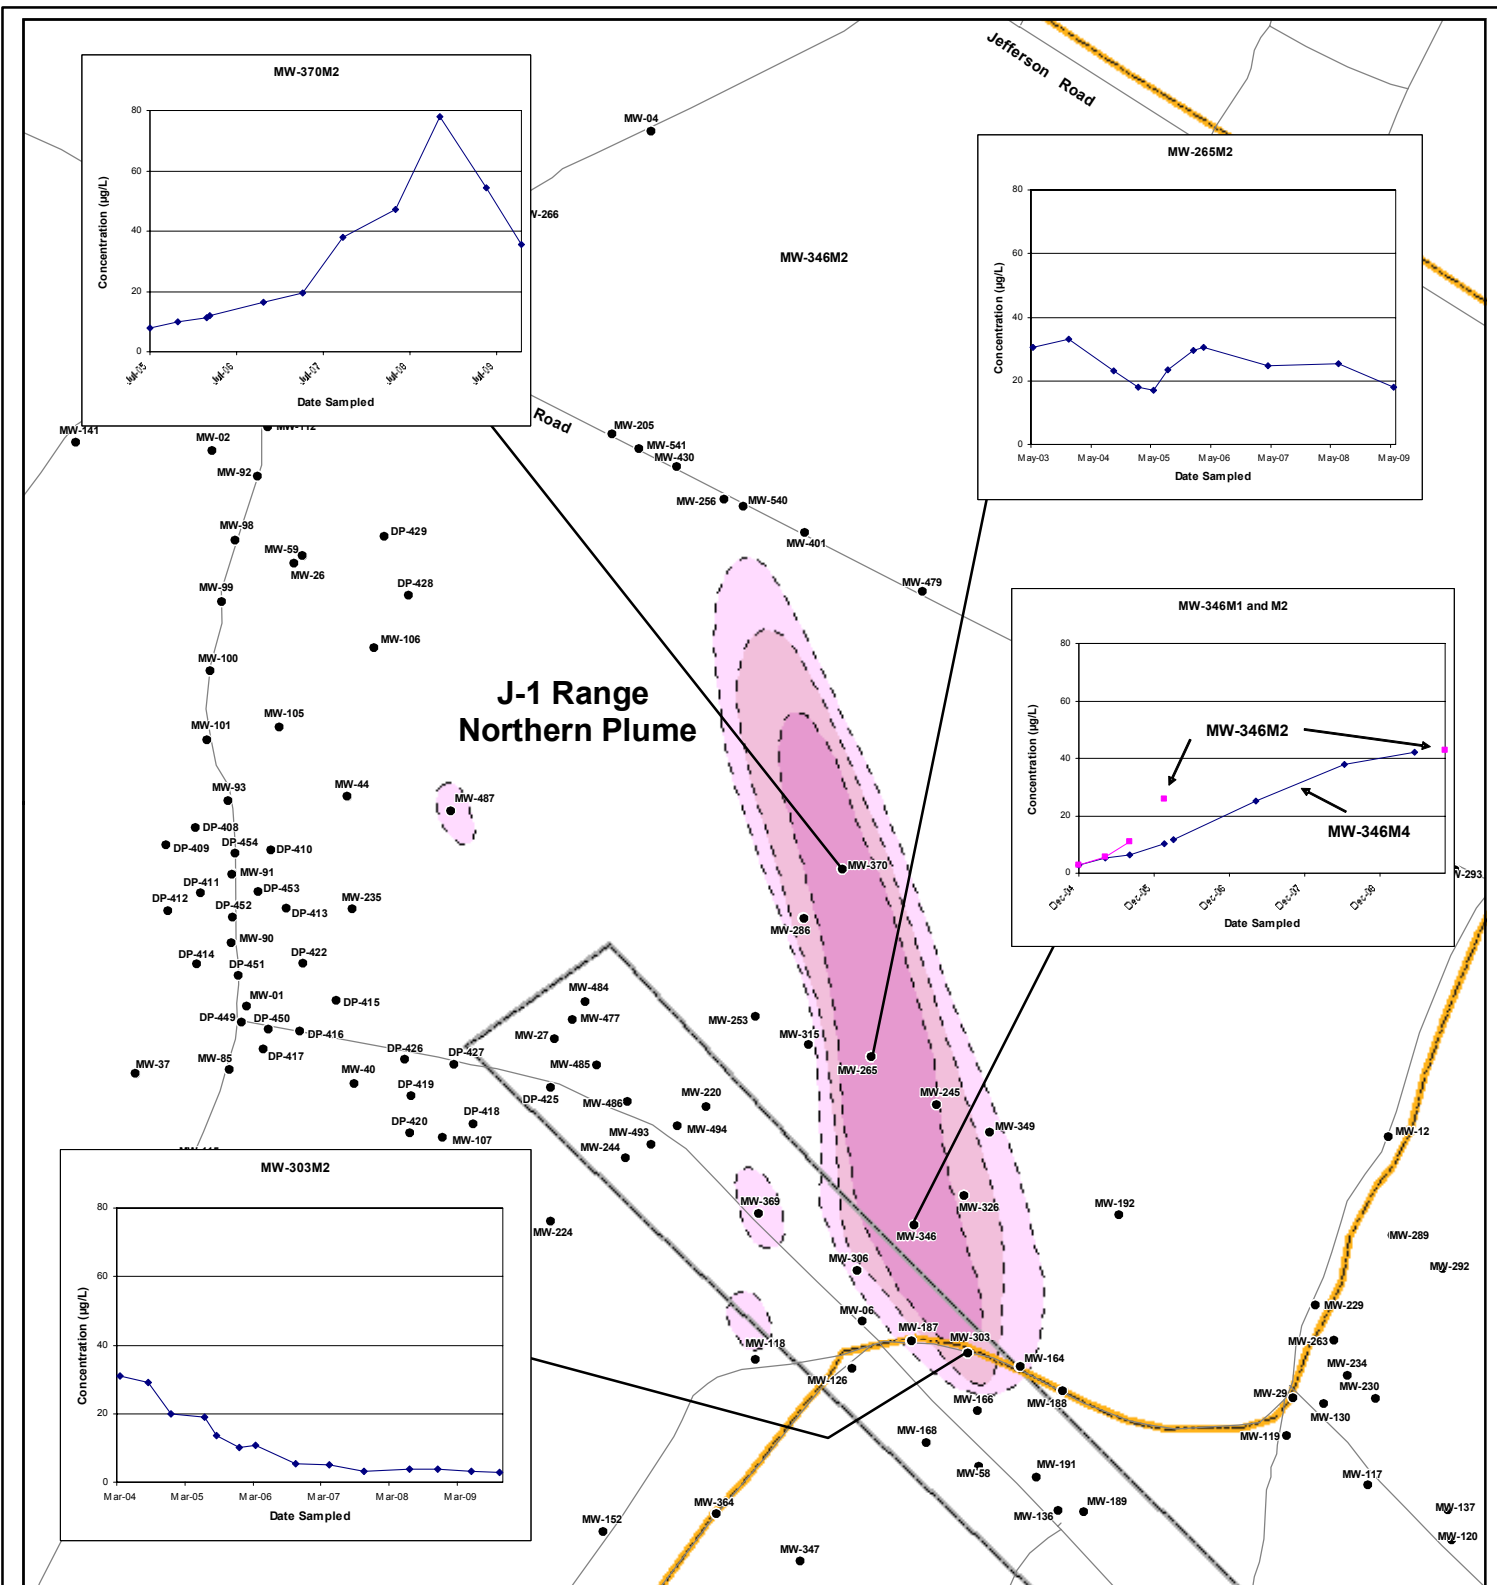 Jefferson Road
MW-370M2
Concentration (µg/L)
80
60
40
20
0
Jul-05
Jul-06
Jul-07
Jul-08
Jul-09
Date Sampled
MW-04
MW-265M2
Concentration (µg/L)
80
60
40
20
0
May-03
May-04
May-05
May-06
May-07
May-08
May-09
Date Sampled
MW-346M2
Road
MW-141
MW-02
MW-92
MW-205
MW-541
MW-430
MW-256
MW-540
MW-401
MW-479
MW-98
DP-429
MW-59
MW-26
MW-99
DP-428
MW-106
MW-100
J-1 Range
Northern Plume
MW-101
MW-105
MW-93
MW-44
MW-487
MW-346M1 and M2
Concentration (µg/L)
80
60
40
20
0
MW-346M2
MW-346M4
Dec-04
Dec-05
Dec-06
Dec-07
Dec-08
Date Sampled
DP-408
DP-409
DP-454
DP-410
MW-91
DP-411
DP-453
DP-412
DP-452
DP-413
MW-235
MW-90
DP-414
DP-451
DP-422
MW-01
DP-415
DP-449
DP-450
DP-416
DP-417
MW-37
MW-85
MW-40
DP-426
DP-427
DP-419
DP-420
DP-418
MW-107
MW-370
MW-286
MW-484
MW-477
MW-27
MW-485
DP-425
MW-486
MW-220
MW-493
MW-494
MW-244
MW-253
MW-315
MW-265
MW-245
MW-349
MW-12
MW-369
MW-224
MW-326
MW-346
MW-192
MW-306
MW-289
MW-292
MW-06
MW-187
MW-303
MW-118
MW-126
MW-164
MW-188
MW-166
MW-168
MW-58
MW-191
MW-136
MW-189
MW-229
MW-263
MW-234
MW-230
MW-29
MW-130
MW-119
MW-117
MW-137
MW-120
MW-303M2
Concentration (µg/L)
80
60
40
20
0
Mar-04
Mar-05
Mar-06
Mar-07
Mar-08
Mar-09
Date Sampled
MW-364
MW-152
MW-347